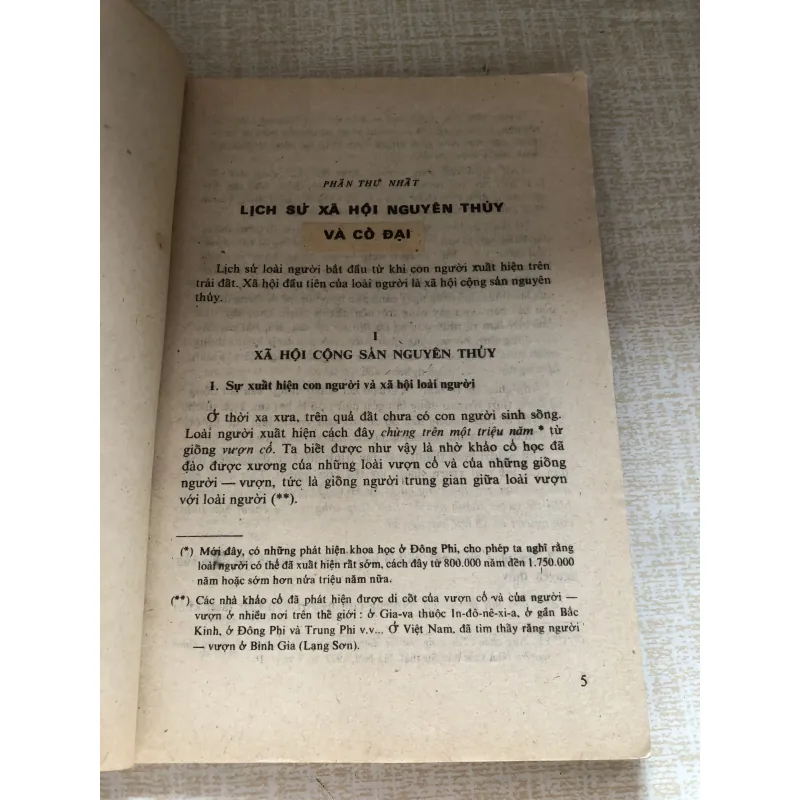 PHẦN THỨ NHẤT
LỊCH SỬ XÃ HỘI NGUYÊN THỦY
VÀ CỔ ĐẠI
Lịch sử loài người bắt đầu từ khi con người xuất hiện trên
trái đất. Xã hội đầu tiên của loài người là xã hội cộng sản nguyên
thủy.
I
XÃ HỘI CỘNG SẢN NGUYÊN THỦY
1. Sự xuất hiện con người và xã hội loài người
Ở thời xa xưa, trên quả đất chưa có con người sinh sống.
Loài người xuất hiện cách đây chừng trên một triệu năm * từ
giống vượn cổ. Ta biết được như vậy là nhờ khảo cổ học đã
đào được xương của những loài vượn cổ và của những giống
người — vượn, tức là giống người trung gian giữa loài vượn
với loài người (**).
(*) Mới đây, có những phát hiện khoa học ở Đông Phi, cho phép ta nghĩ rằng
loài người có thể đã xuất hiện rất sớm, cách đây từ 800.000 năm đến 1.750.000
năm hoặc sớm hơn nửa triệu năm nữa.
(**) Các nhà khảo cổ đã phát hiện được di cốt của vượn cổ và của người —
vượn ở nhiều nơi trên thế giới : ở Gia-va thuộc In-đô-nê-xi-a, ở gần Bắc
Kinh, ở Đông Phi và Trung Phi v.v... Ở Việt Nam, đã tìm thấy răng người
— vượn ở Bình Gia (Lạng Sơn).
5